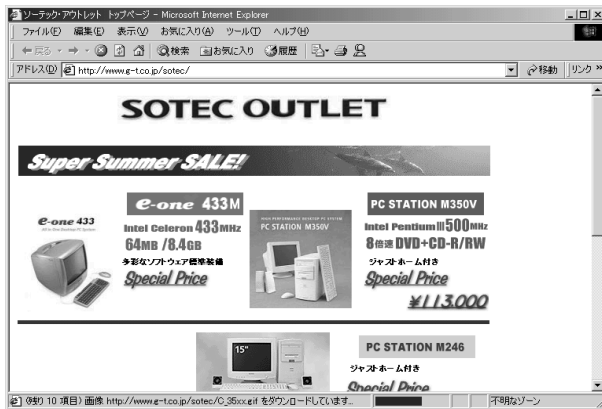 ソーテック・アウトレット トップページ - Microsoft Internet Explorer
ファイル(F) 編集(E) 表示(V) お気に入り(A) ツール(T) ヘルプ(H)
戻る 検索 お気に入り 履歴
アドレス(D) http://www.g-t.co.jp/sotec/ 移動 リンク »
SOTEC OUTLET
Super Summer SALE!
e-one 433
e-one 433M
Intel Celeron 433MHz
64MB /8.4GB
多彩なソフトウェア標準装備
Special Price
PC STATION M350V
PC STATION M350V
Intel Pentium III 500MHz
8倍速 DVD+CD-R/RW
ジャストホーム付き
Special Price
¥113,000
15"
PC STATION M246
ジャストホーム付き
Special Price
(残り 10 項目) 画像 http://www.g-t.co.jp/sotec/C_35xx.gif をダウンロードしています... 不明なゾーン